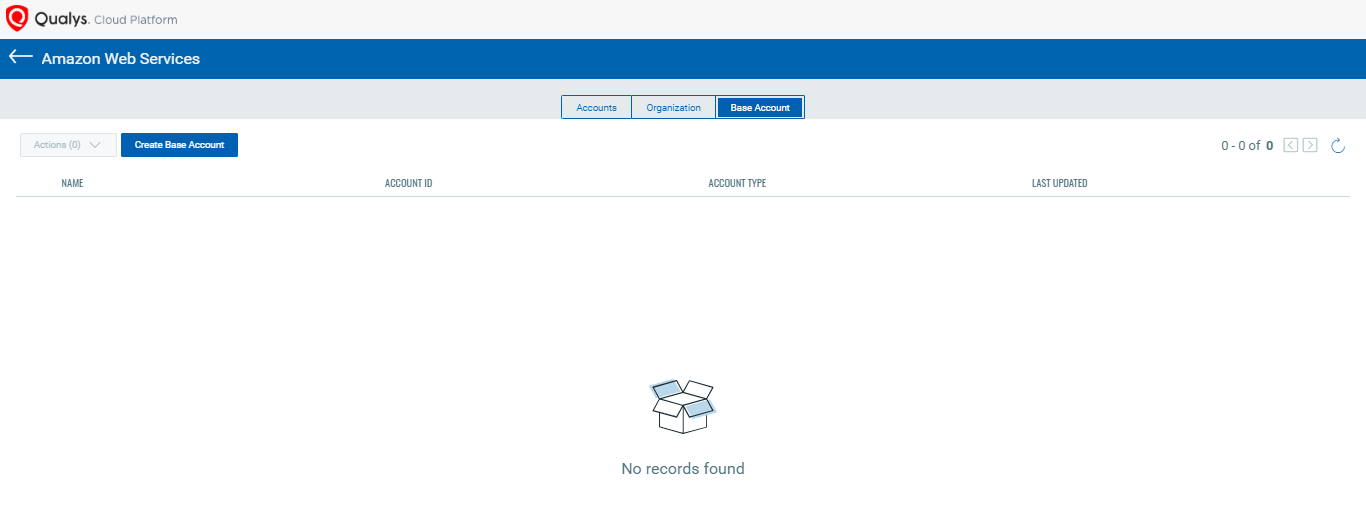 Qualys. Cloud Platform
Amazon Web Services
Accounts Organization Base Account
Actions (0) Create Base Account 0 - 0 of 0
NAME ACCOUNT ID ACCOUNT TYPE LAST UPDATED
No records found